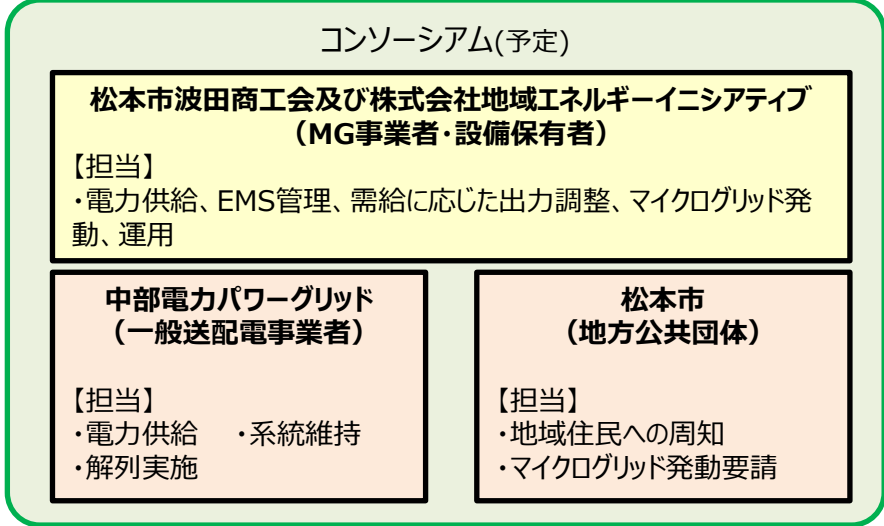 コンソーシアム(予定)
松本市波田商工会及び株式会社地域エネルギーイニシアティブ
（MG事業者・設備保有者）
【担当】
・電力供給、EMS管理、需給に応じた出力調整、マイクログリッド発
動、運用
中部電力パワーグリッド
（一般送配電事業者）
【担当】
・電力供給　・系統維持
・解列実施
松本市
（地方公共団体）
【担当】
・地域住民への周知
・マイクログリッド発動要請